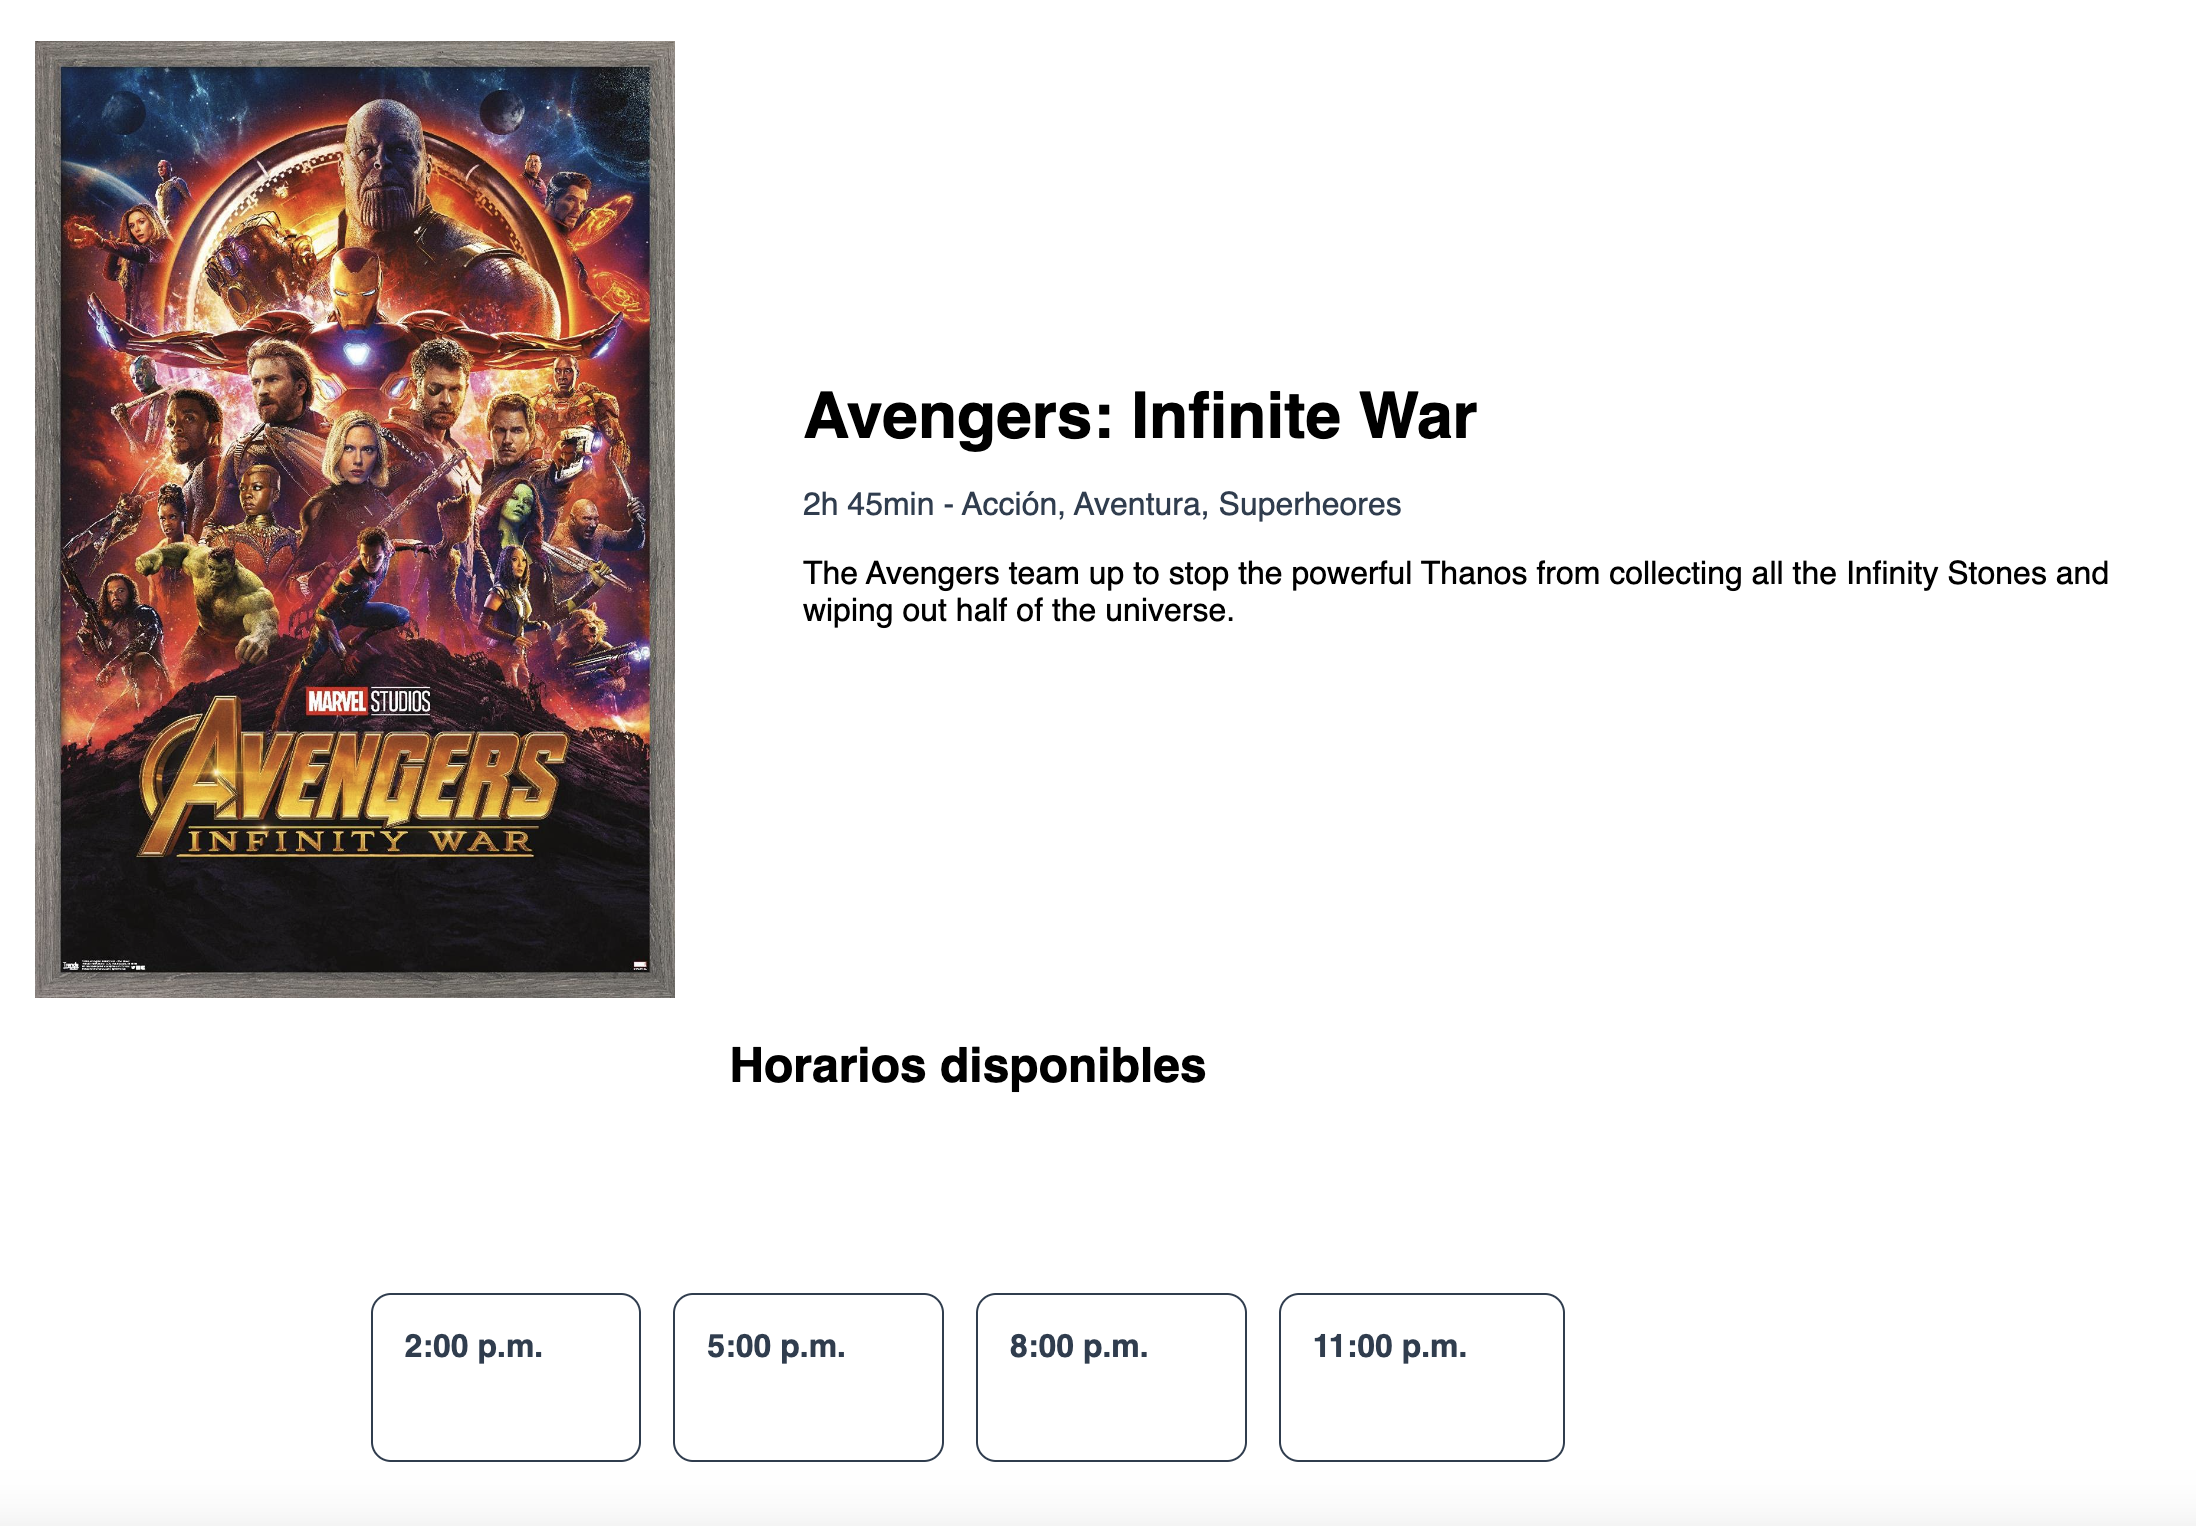 MARVEL STUDIOS
AVENGERS
INFINITY WAR
Avengers: Infinite War
2h 45min - Acción, Aventura, Superheores
The Avengers team up to stop the powerful Thanos from collecting all the Infinity Stones and
wiping out half of the universe.
Horarios disponibles
2:00 p.m.
5:00 p.m.
8:00 p.m.
11:00 p.m.